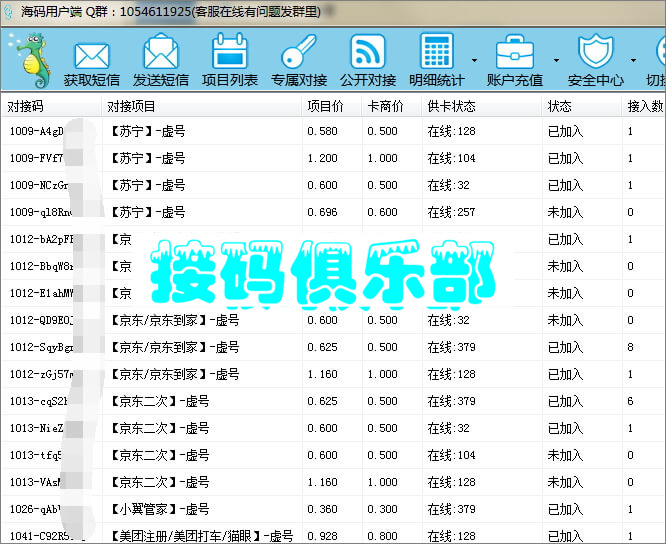 海码用户端 Q群：1054611925(客服在线有问题发群里)
获取短信 发送短信 项目列表 专属对接 公开对接 明细统计 账户充值 安全中心 切换
对接码 对接项目 项目价 卡商价 供卡状态 状态 接入数
1009-A4gD 【苏宁】-虚号 0.580 0.500 在线:128 已加入 1
1009-FVf7 【苏宁】-虚号 1.200 1.000 在线:104 已加入 1
1009-NCzGr 【苏宁】-虚号 0.600 0.500 在线:32 已加入 1
1009-ql8Rn 【苏宁】-虚号 0.696 0.600 在线:257 未加入 0
1012-bA2pF 【京 已加入 1
1012-BbqW8 【京 未加入 0
接码俱乐部
1012-E1ahM 【京 未加入 0
1012-QD9E0 【京东/京东到家】-虚号 0.600 0.500 在线:32 未加入 0
1012-SqyBg 【京东/京东到家】-虚号 0.625 0.500 在线:379 已加入 8
1012-zGj57 【京东/京东到家】-虚号 1.160 1.000 在线:128 已加入 1
1013-cqS2 【京东二次】-虚号 0.625 0.500 在线:379 已加入 6
1013-NieZ 【京东二次】-虚号 0.600 0.500 在线:32 已加入 1
1013-tfq 【京东二次】-虚号 0.600 0.500 在线:104 未加入 0
1013-VAs 【京东二次】-虚号 1.160 1.000 在线:128 未加入 0
1026-qAb 【小翼管家】-虚号 0.360 0.300 在线:379 已加入 1
1041-C92R5 【美团注册/美团打车/猫眼】-虚号 0.928 0.800 在线:128 已加入 1